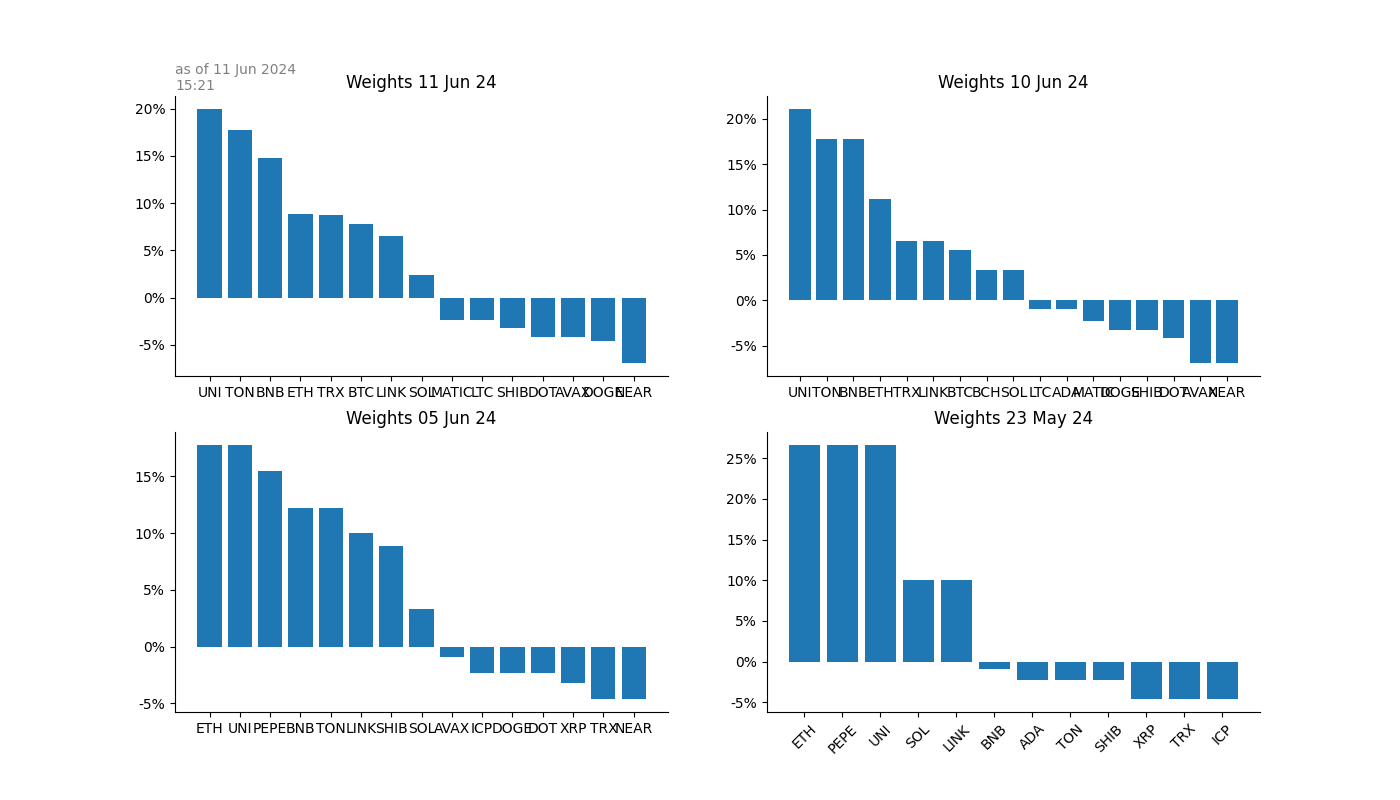 as of 11 Jun 2024
15:21
Weights 11 Jun 24
20%
15%
10%
5%
0%
-5%
UNI TON BNB ETH TRX BTC LINK SOL MATIC LTC SHIB DOT AVAX DOGE NEAR
Weights 10 Jun 24
20%
15%
10%
5%
0%
-5%
UNI TON BNB ETH TRX LINK BTC BCH SOL LTC ADA MATIC DOGE SHIB DOT AVAX NEAR
Weights 05 Jun 24
15%
10%
5%
0%
-5%
ETH UNI PEPE BNB TON LINK SHIB SOL AVAX ICP DOGE DOT XRP TRX NEAR
Weights 23 May 24
25%
20%
15%
10%
5%
0%
-5%
ETH PEPE UNI SOL LINK BNB ADA TON SHIB XRP TRX ICP